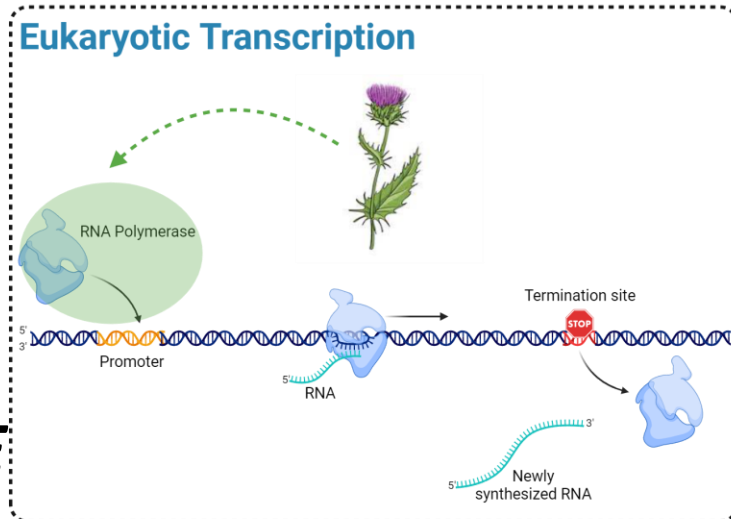 Eukaryotic Transcription
RNA Polymerase
5'
3'
Promoter
5'
RNA
Termination site
STOP
5'
3'
Newly
synthesized RNA